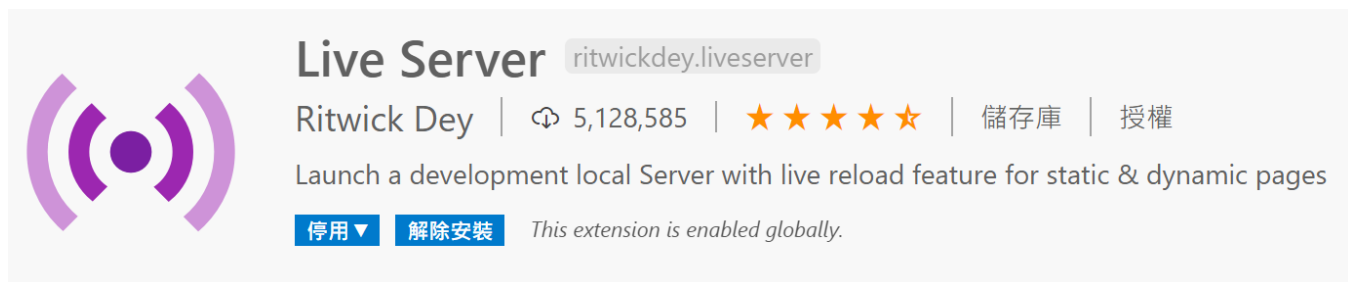 Live Server ritwickdey.liveserver
Ritwick Dey 5,128,585 儲存庫 授權
Launch a development local Server with live reload feature for static & dynamic pages
停用 解除安裝 This extension is enabled globally.